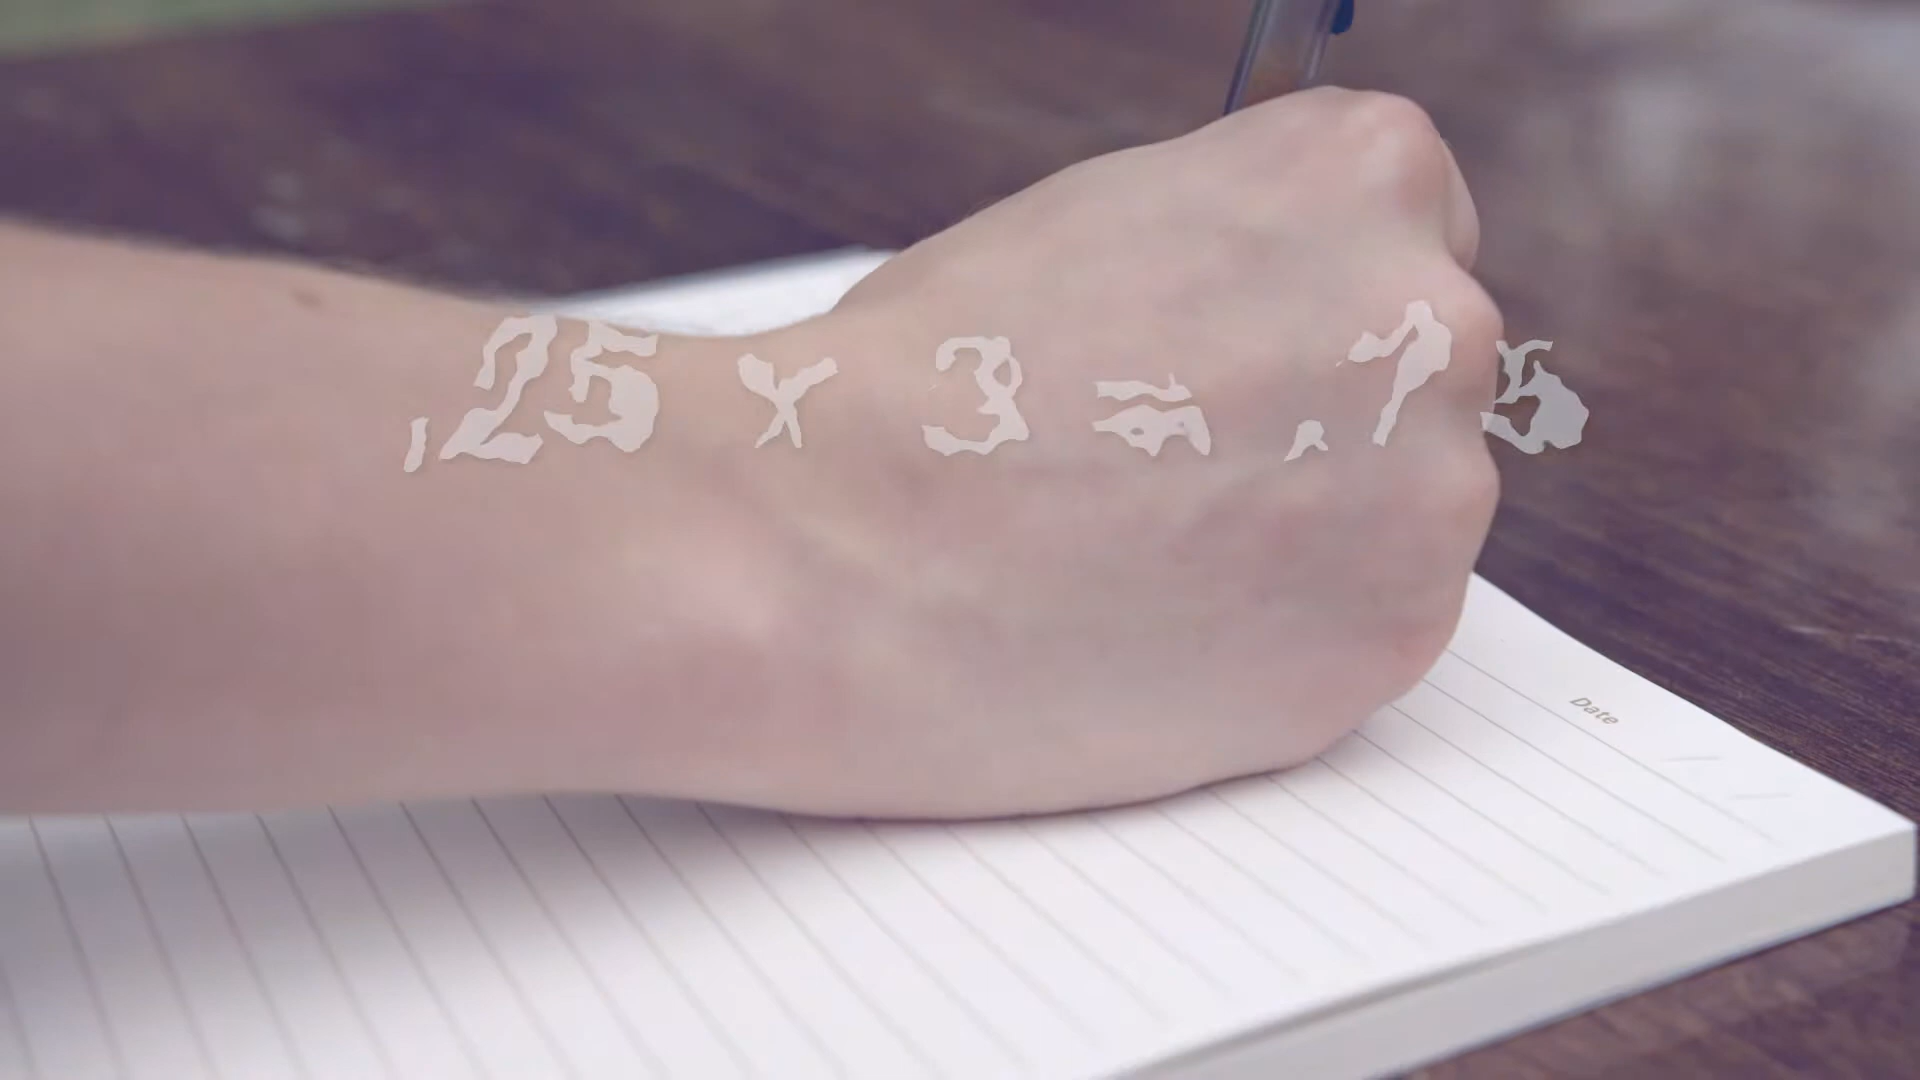 .25 x 3 = .75
Date